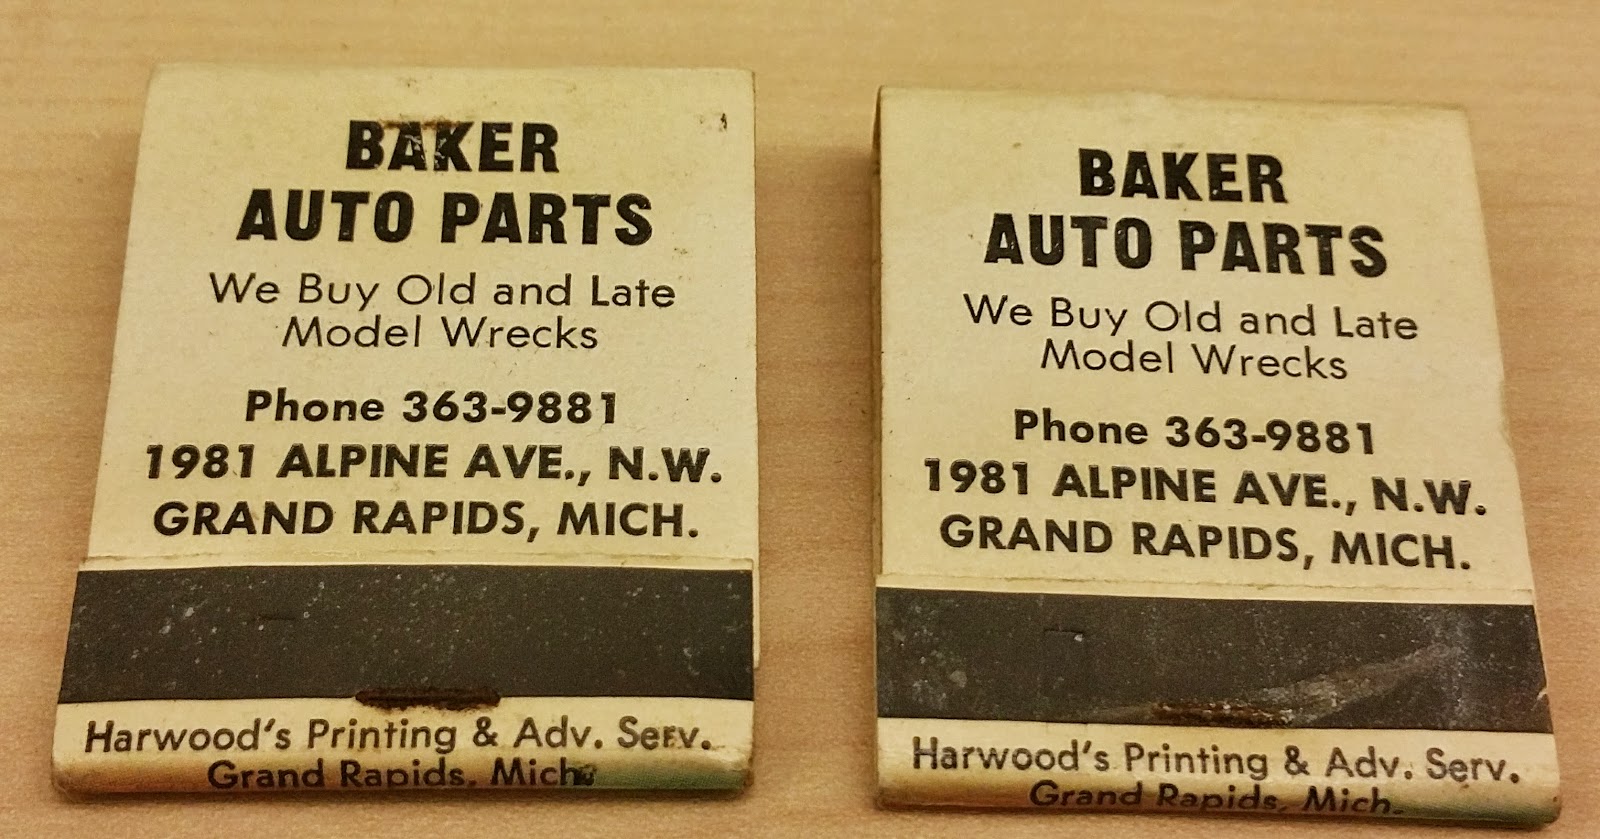 BAKER
AUTO PARTS
We Buy Old and Late
Model Wrecks
Phone 363-9881
1981 ALPINE AVE., N.W.
GRAND RAPIDS, MICH.
Harwood's Printing & Adv. Serv.
Grand Rapids, Mich.
BAKER
AUTO PARTS
We Buy Old and Late
Model Wrecks
Phone 363-9881
1981 ALPINE AVE., N.W.
GRAND RAPIDS, MICH.
Harwood's Printing & Adv. Serv.
Grand Rapids, Mich.